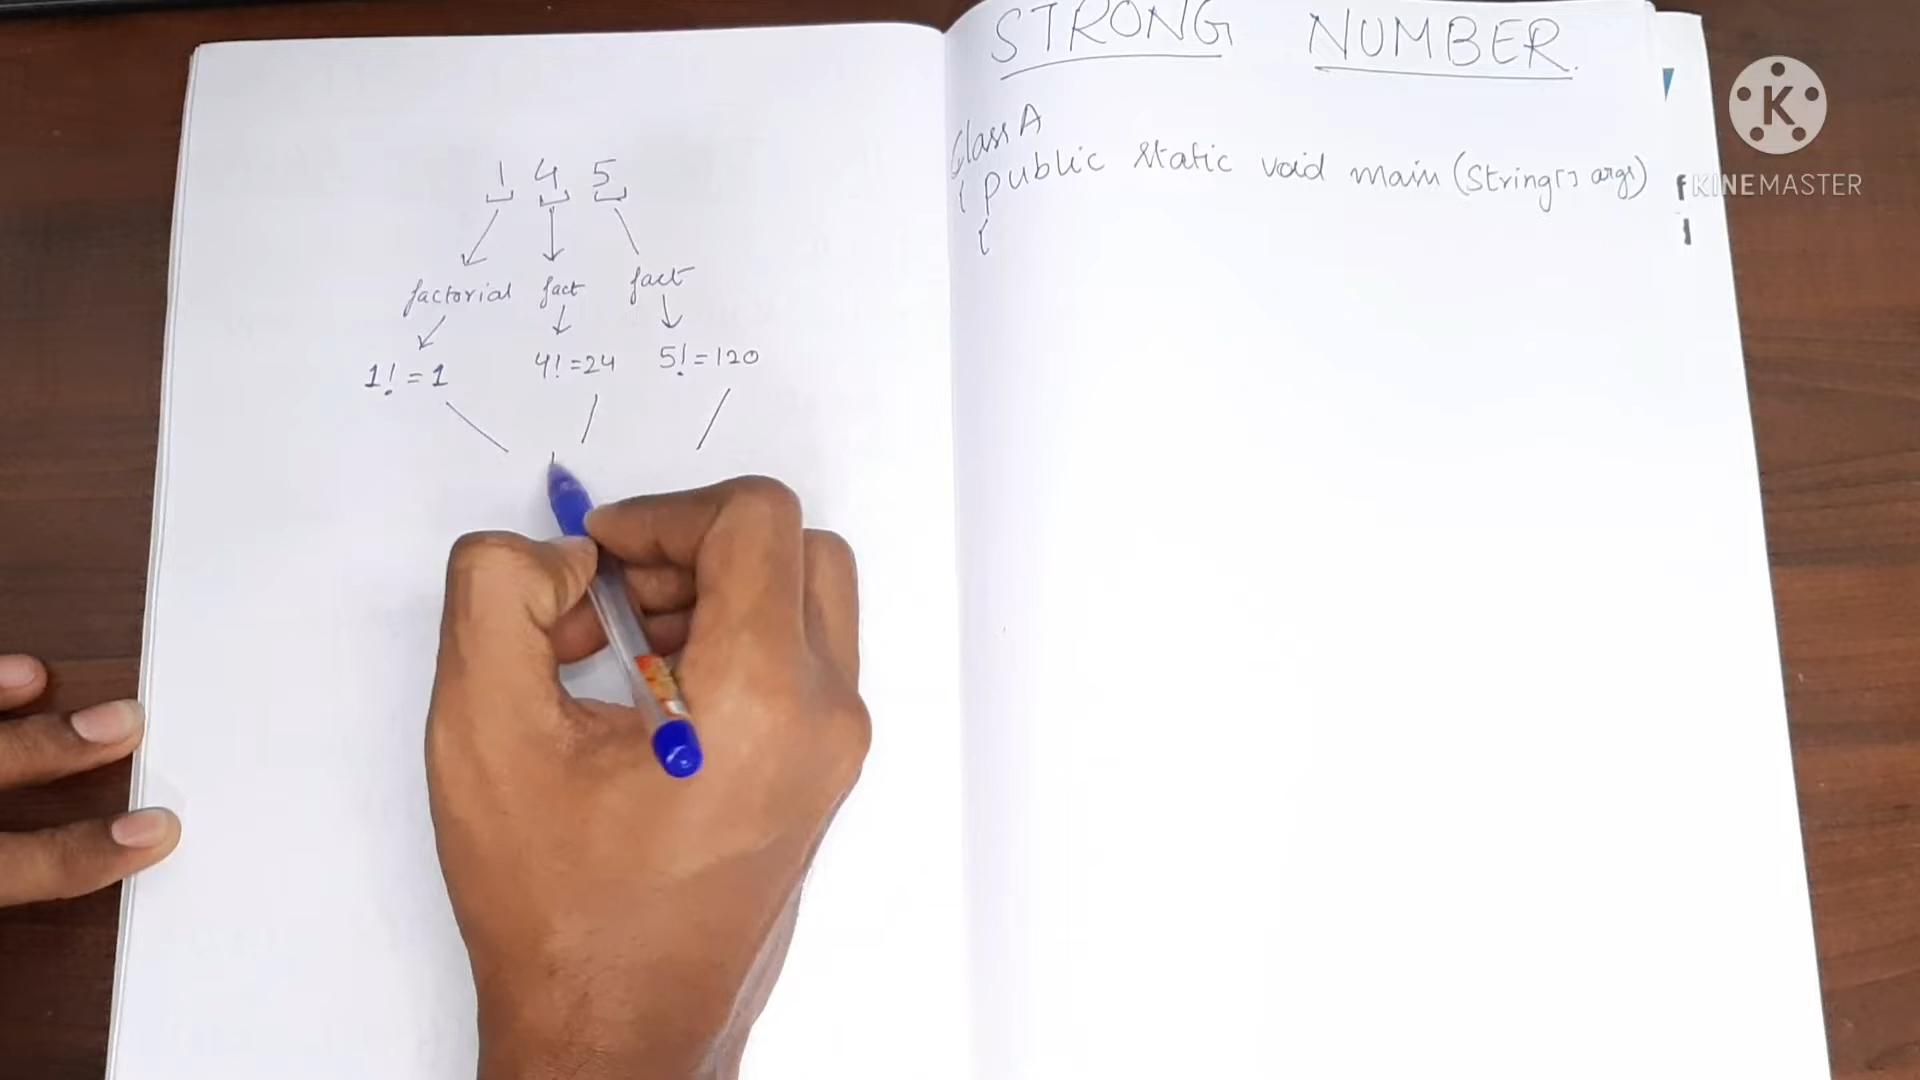 1 4 5
factorial fact fact
1! = 1 4! = 24 5! = 120
STRONG NUMBER.
Class A
{ public static void main (String[] args)
{
K
KINEMASTER